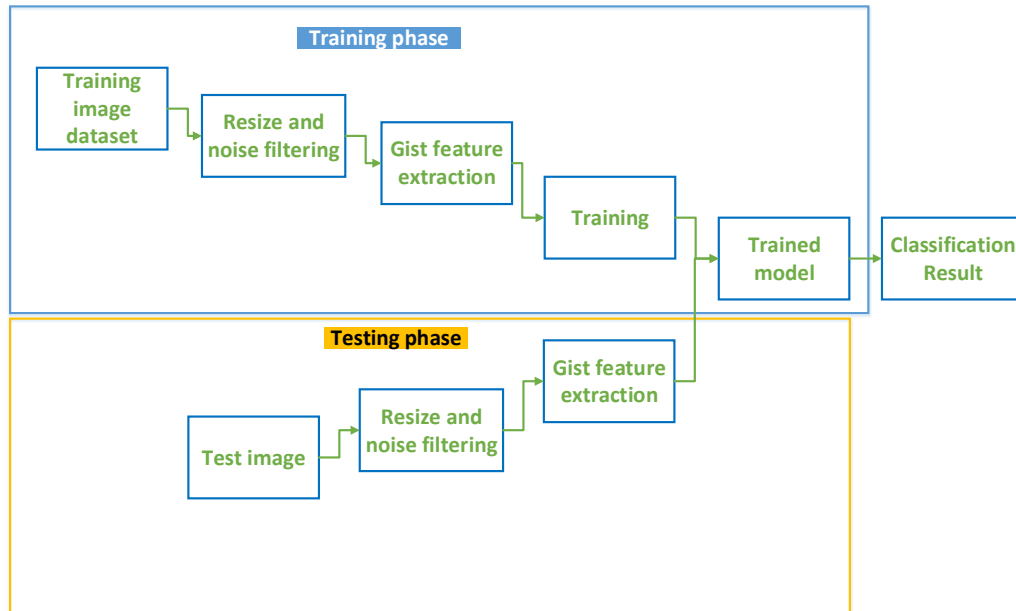 Training phase
Training
image
dataset
Resize and
noise filtering
Gist feature
extraction
Training
Trained
model
Classification
Result
Testing phase
Gist feature
extraction
Resize and
noise filtering
Test image